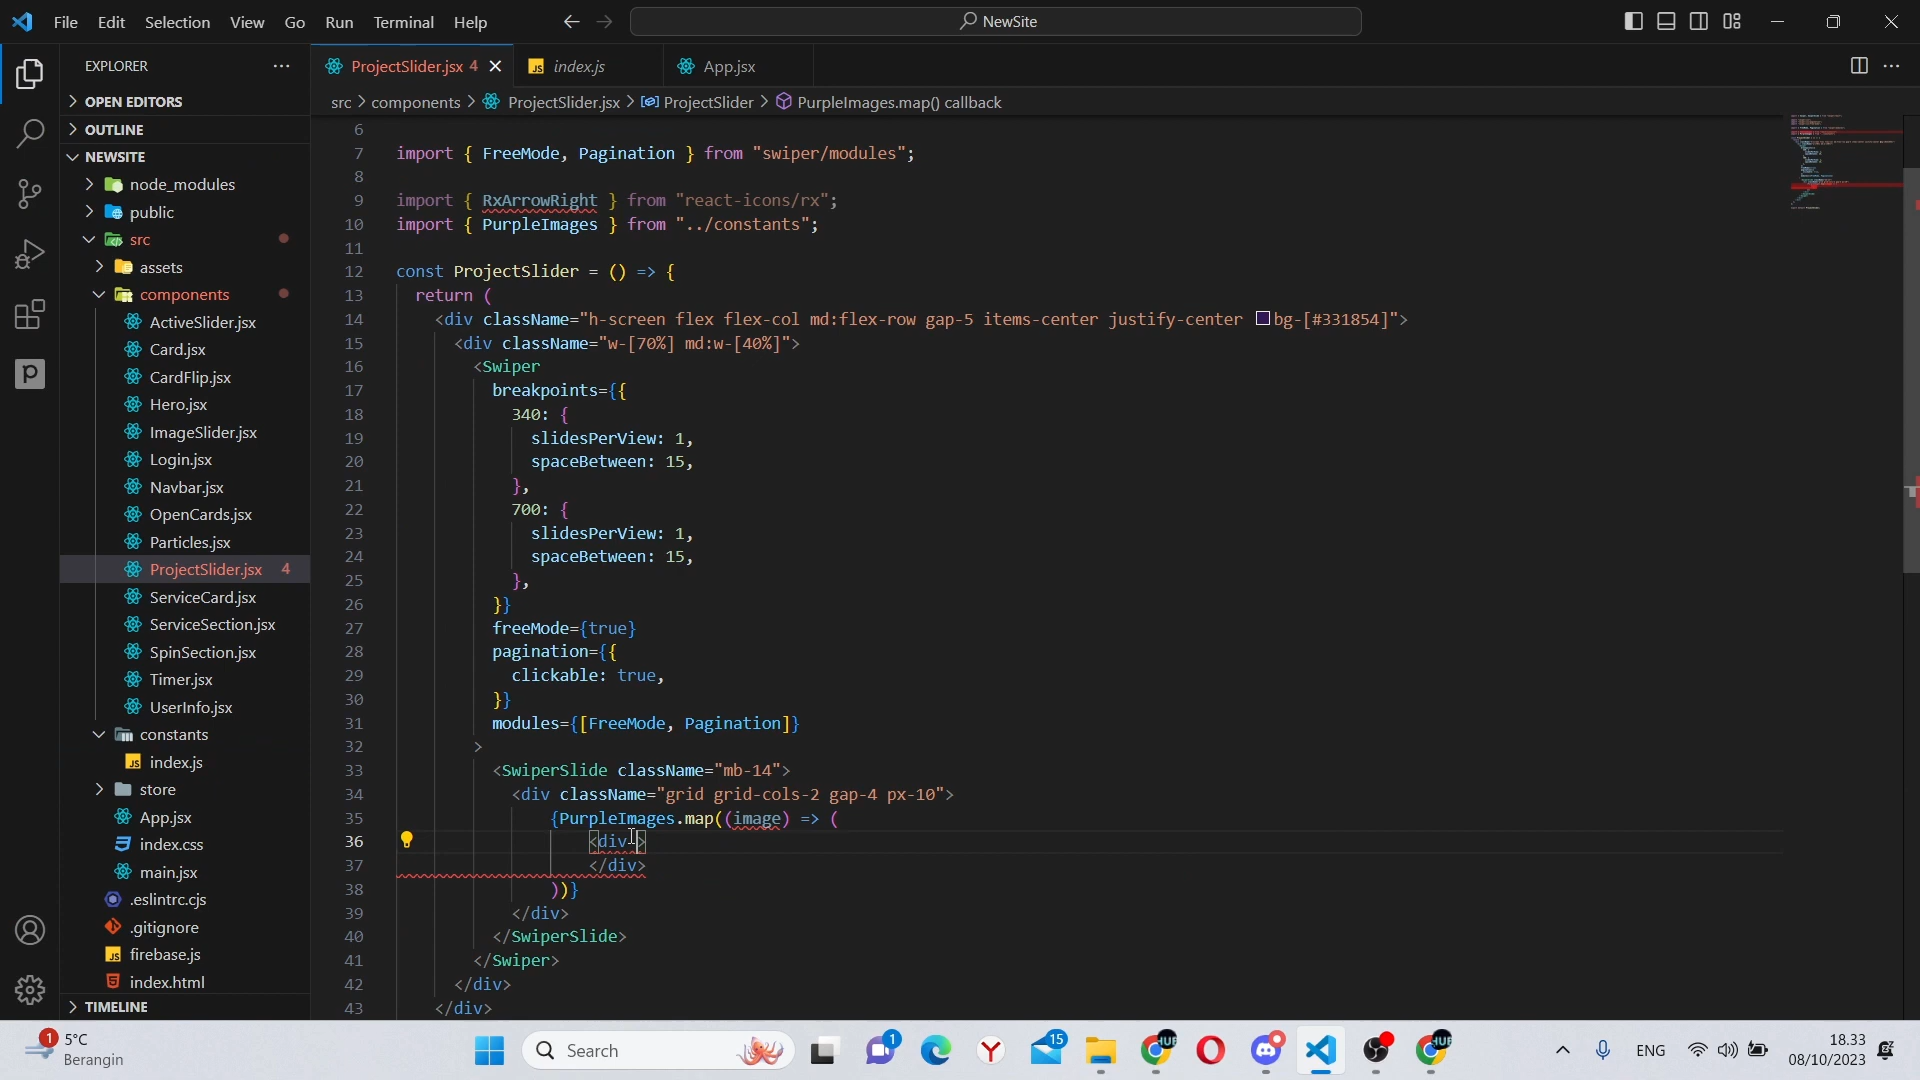 File Edit Selection View Go Run Terminal Help
NewSite
EXPLORER
OPEN EDITORS
OUTLINE
NEWSITE
node_modules
public
src
assets
components
ActiveSlider.jsx
Card.jsx
CardFlip.jsx
Hero.jsx
ImageSlider.jsx
Login.jsx
Navbar.jsx
OpenCards.jsx
Particles.jsx
ProjectSlider.jsx 4
ServiceCard.jsx
ServiceSection.jsx
SpinSection.jsx
Timer.jsx
UserInfo.jsx
constants
index.js
store
App.jsx
index.css
main.jsx
.eslintrc.cjs
.gitignore
firebase.js
index.html
TIMELINE
ProjectSlider.jsx 4
index.js
App.jsx
src > components > ProjectSlider.jsx > ProjectSlider > PurpleImages.map() callback
6
7 import { FreeMode, Pagination } from "swiper/modules";
8
9 import { RxArrowRight } from "react-icons/rx";
10 import { PurpleImages } from "../constants";
11
12 const ProjectSlider = () => {
13 return (
14 <div className="h-screen flex flex-col md:flex-row gap-5 items-center justify-center bg-[#331854]">
15 <div className="w-[70%] md:w-[40%]">
16 <Swiper
17 breakpoints={{
18 340: {
19 slidesPerView: 1,
20 spaceBetween: 15,
21 },
22 700: {
23 slidesPerView: 1,
24 spaceBetween: 15,
25 },
26 }}
27 freeMode={true}
28 pagination={{
29 clickable: true,
30 }}
31 modules={[FreeMode, Pagination]}
32 >
33 <SwiperSlide className="mb-14">
34 <div className="grid grid-cols-2 gap-4 px-10">
35 {PurpleImages.map((image) => (
36 <div >
37 </div>
38 ))}
39 </div>
40 </SwiperSlide>
41 </Swiper>
42 </div>
43 </div>
1
5°C
Berangin
Search
1
15
HUB
HUB
ENG
18.33
08/10/2023